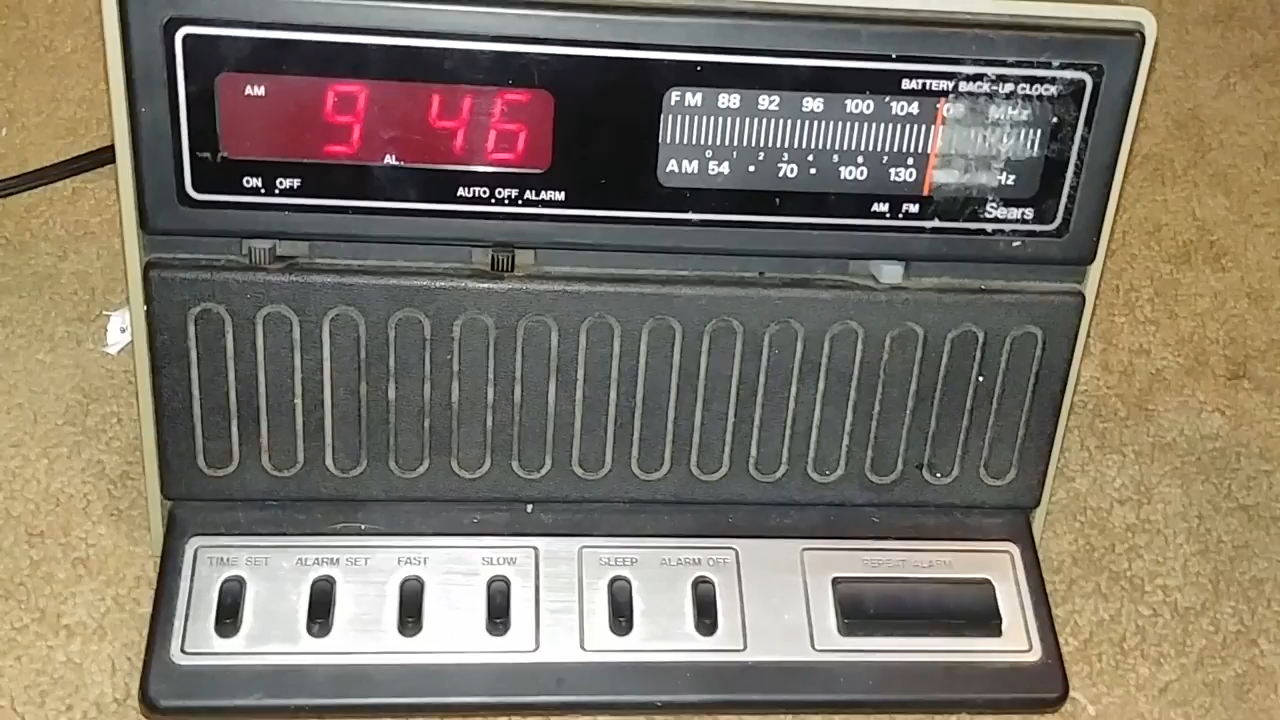 BATTERY BACK-UP CLOCK
AM
9 46
AL.
FM 88 92 96 100 104 108 MHz
0 1 2 3 4 5 6 7 8
AM 54 70 100 130
ON OFF
AUTO OFF ALARM
AM FM
Sears
TIME SET
ALARM SET
FAST
SLOW
SLEEP
ALARM OFF
REPEAT ALARM